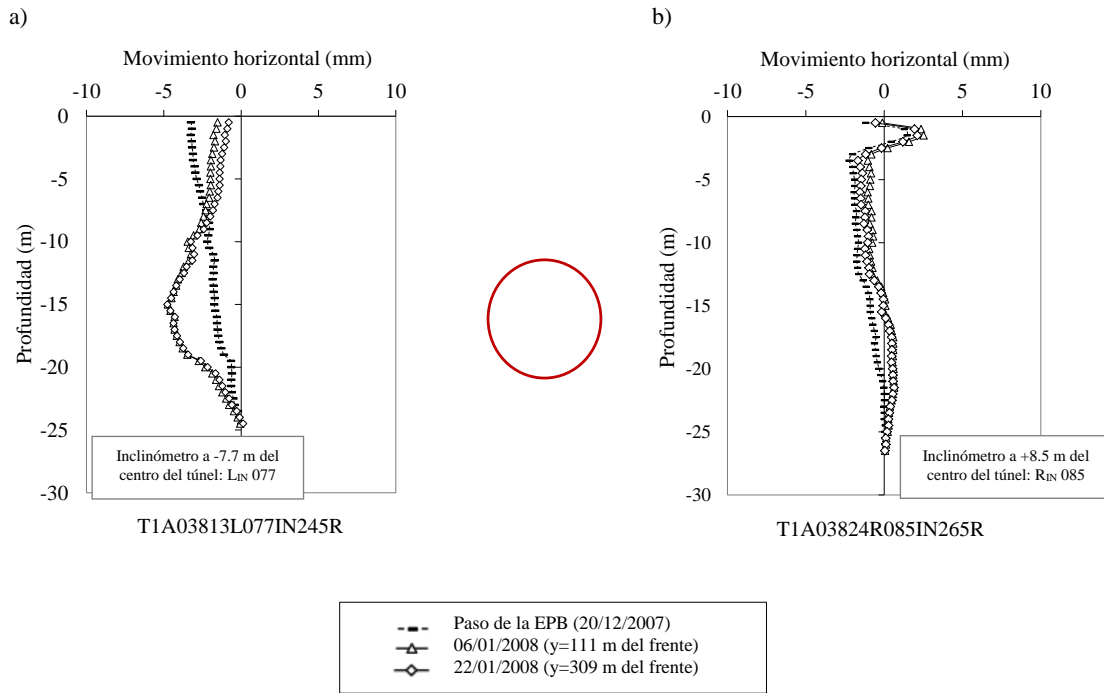 a)
Movimiento horizontal (mm)
-10 -5 0 5 10
0
-5
-10
-15
-20
-25
-30
Profundidad (m)
Inclinómetro a -7.7 m del
centro del túnel: LIN 077
T1A03813L077IN245R
b)
Movimiento horizontal (mm)
-10 -5 0 5 10
0
-5
-10
-15
-20
-25
-30
Profundidad (m)
Inclinómetro a +8.5 m del
centro del túnel: RIN 085
T1A03824R085IN265R
Paso de la EPB (20/12/2007)
06/01/2008 (y=111 m del frente)
22/01/2008 (y=309 m del frente)